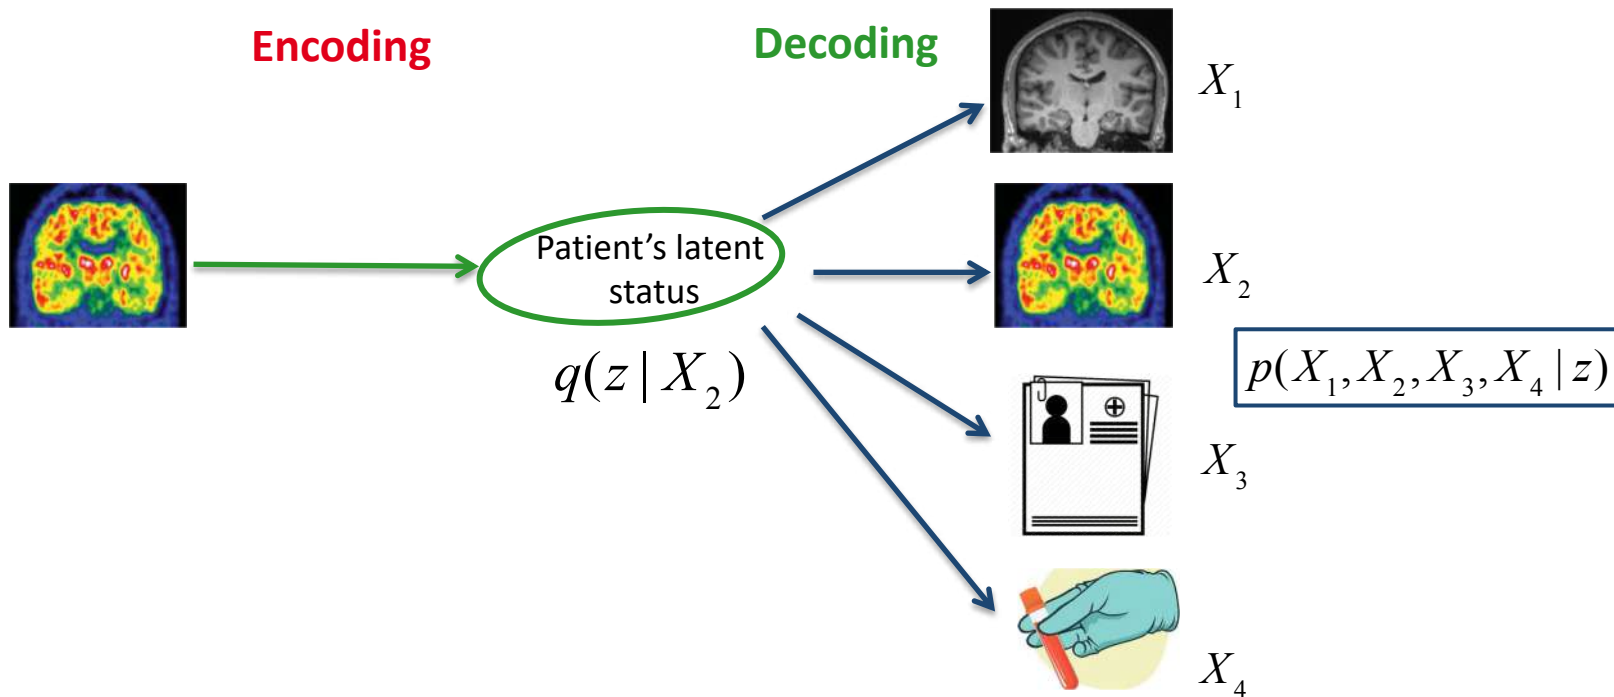 Encoding
Decoding
X₁
Patient's latent
status
X₂
q(z | X₂)
p(X₁, X₂, X₃, X₄ | z)
X₃
X₄